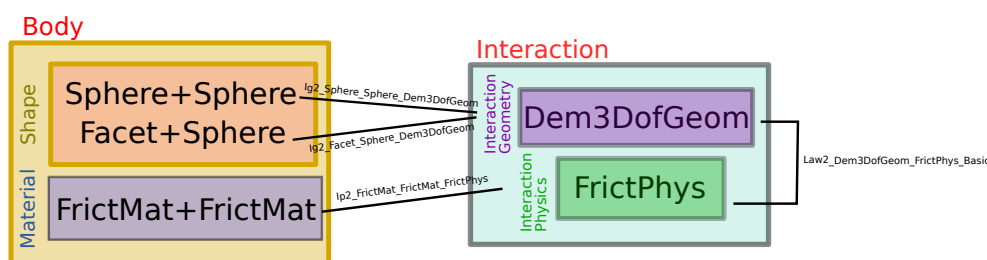 Body
Shape
Sphere+Sphere
Facet+Sphere
Material
FrictMat+FrictMat
Ig2_Sphere_Sphere_Dem3DofGeom
Ig2_Facet_Sphere_Dem3DofGeom
Ip2_FrictMat_FrictMat_FrictPhys
Interaction
Interaction
Geometry
Dem3DofGeom
Interaction
Physics
FrictPhys
Law2_Dem3DofGeom_FrictPhys_Basic